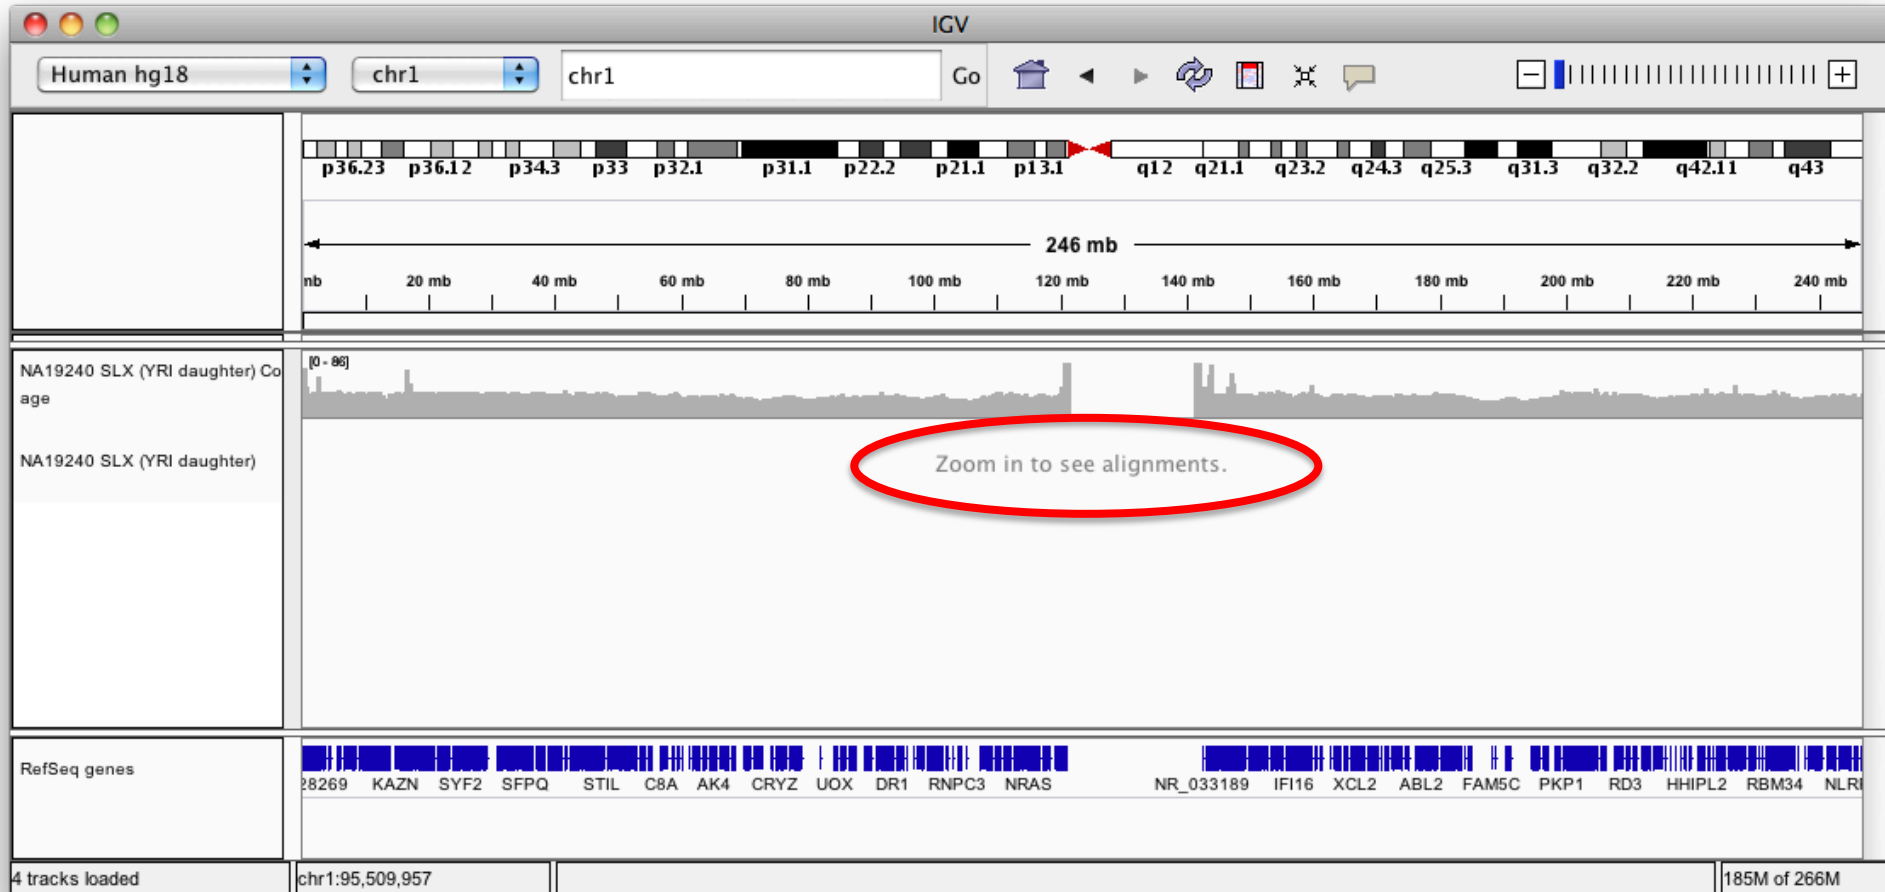 IGV
Human hg18 chr1 chr1 Go
p36.23 p36.12 p34.3 p33 p32.1 p31.1 p22.2 p21.1 p13.1 q12 q21.1 q23.2 q24.3 q25.3 q31.3 q32.2 q42.11 q43
246 mb
mb 20 mb 40 mb 60 mb 80 mb 100 mb 120 mb 140 mb 160 mb 180 mb 200 mb 220 mb 240 mb
NA19240 SLX (YRI daughter) Co
age
[0 - 86]
NA19240 SLX (YRI daughter)
Zoom in to see alignments.
RefSeq genes
28269 KAZN SYF2 SFPQ STIL C8A AK4 CRYZ UOX DR1 RNPC3 NRAS NR_033189 IFI16 XCL2 ABL2 FAM5C PKP1 RD3 HHIPL2 RBM34 NLR
4 tracks loaded chr1:95,509,957 185M of 266M